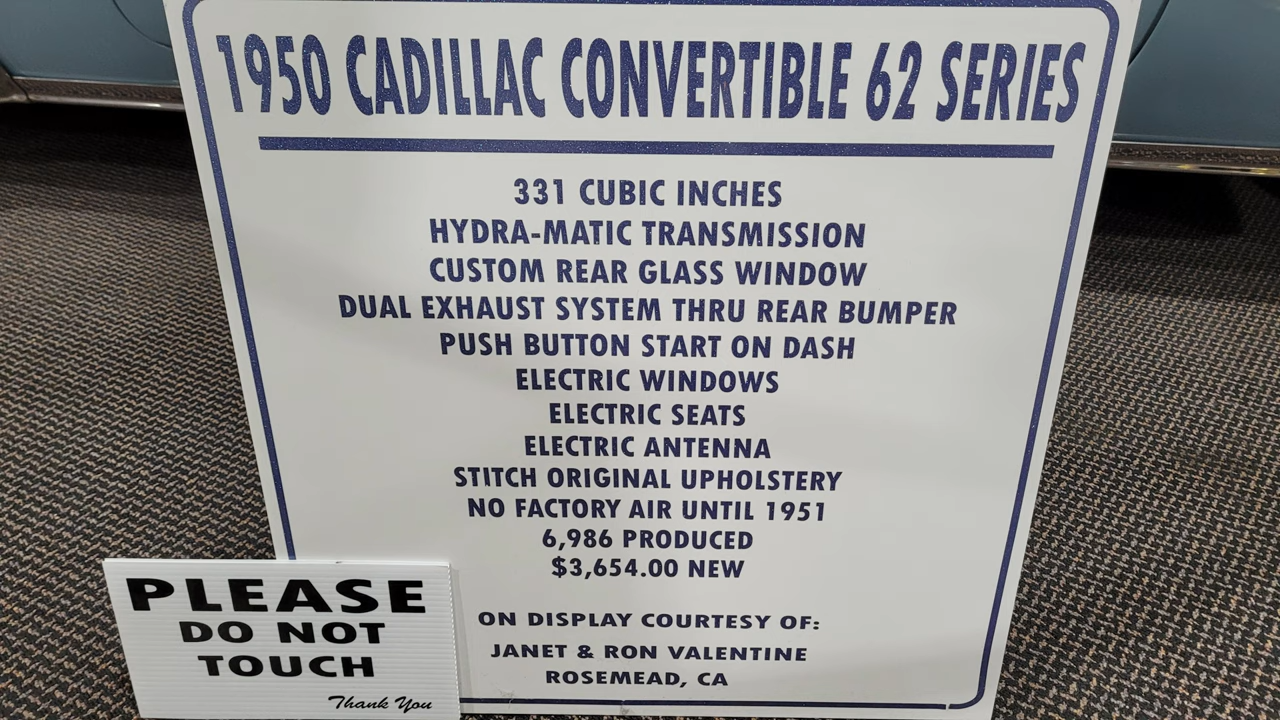 1950 CADILLAC CONVERTIBLE 62 SERIES
331 CUBIC INCHES
HYDRA-MATIC TRANSMISSION
CUSTOM REAR GLASS WINDOW
DUAL EXHAUST SYSTEM THRU REAR BUMPER
PUSH BUTTON START ON DASH
ELECTRIC WINDOWS
ELECTRIC SEATS
ELECTRIC ANTENNA
STITCH ORIGINAL UPHOLSTERY
NO FACTORY AIR UNTIL 1951
6,986 PRODUCED
$3,654.00 NEW
ON DISPLAY COURTESY OF:
JANET & RON VALENTINE
ROSEMEAD, CA
PLEASE
DO NOT
TOUCH
Thank You